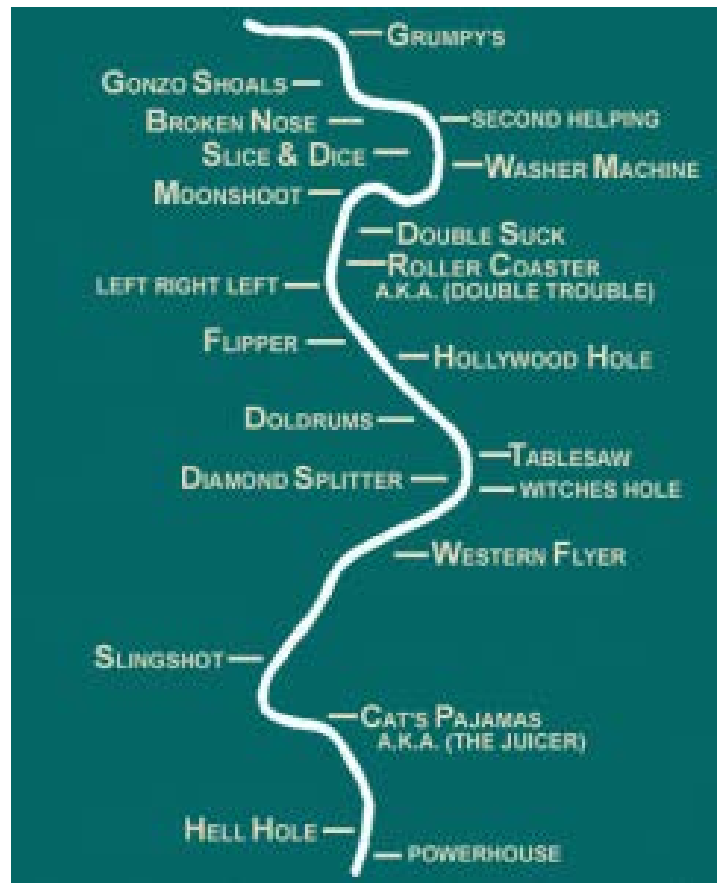 GRUMPY'S
GONZO SHOALS
BROKEN NOSE
SECOND HELPING
SLICE & DICE
WASHER MACHINE
MOONSHOOT
DOUBLE SUCK
ROLLER COASTER
A.K.A. (DOUBLE TROUBLE)
LEFT RIGHT LEFT
FLIPPER
HOLLYWOOD HOLE
DOLDRUMS
TABLESAW
DIAMOND SPLITTER
WITCHES HOLE
WESTERN FLYER
SLINGSHOT
CAT'S PAJAMAS
A.K.A. (THE JUICER)
HELL HOLE
POWERHOUSE